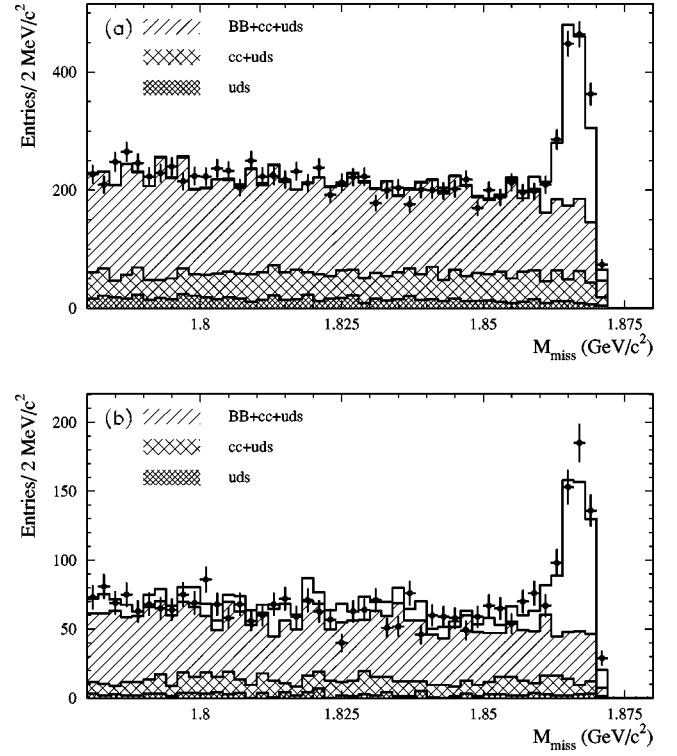 (a)
BB+cc+uds
cc+uds
uds
Entries/ 2 MeV/c²
400
200
0
1.8
1.825
1.85
1.875
M_miss (GeV/c²)
(b)
BB+cc+uds
cc+uds
uds
Entries/ 2 MeV/c²
200
150
100
50
0
1.8
1.825
1.85
1.875
M_miss (GeV/c²)